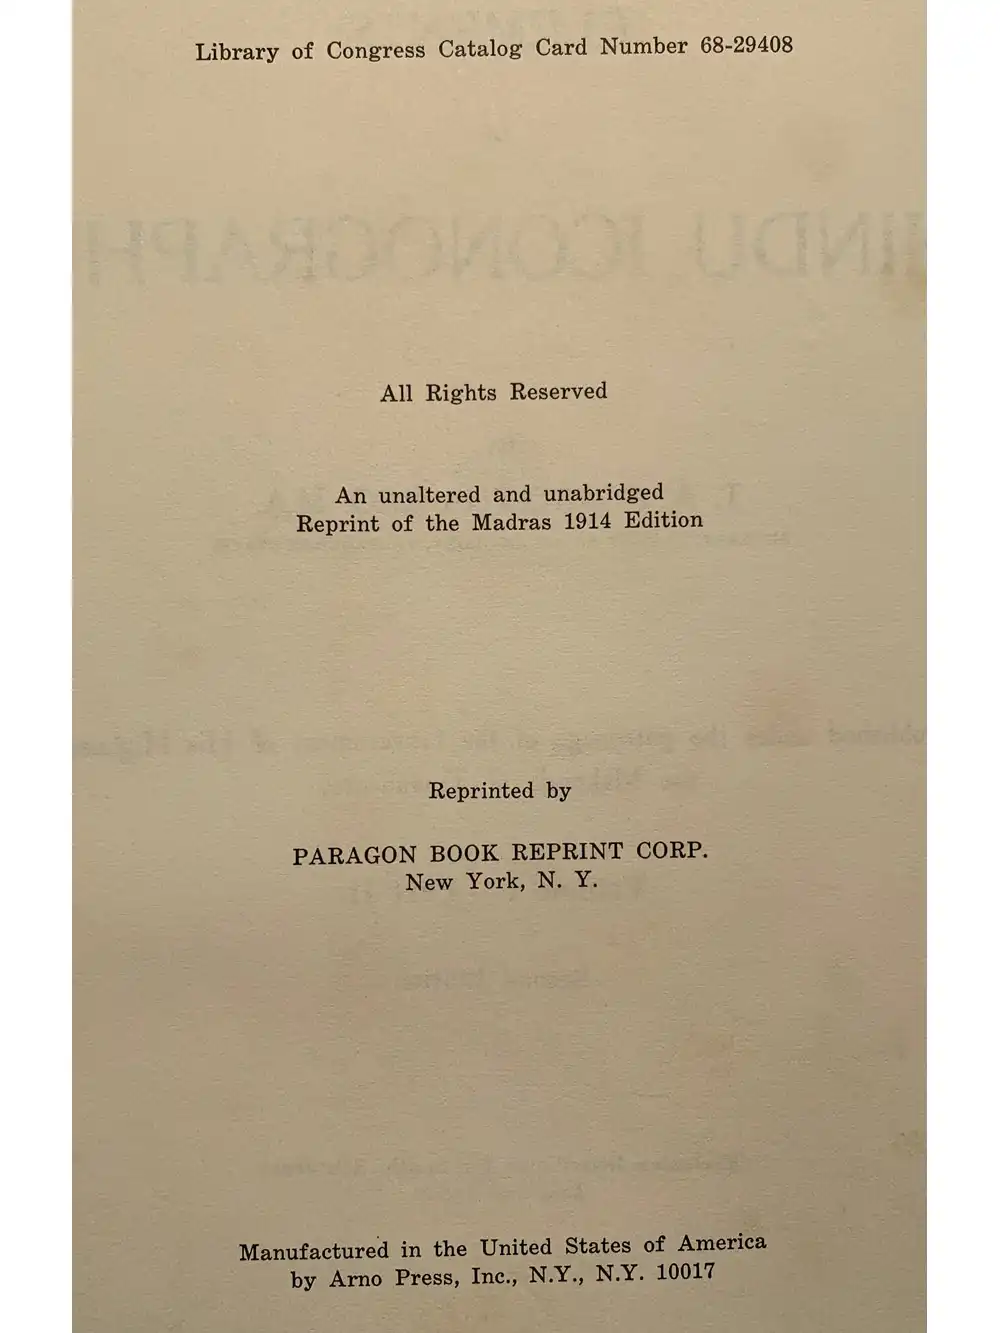 Library of Congress Catalog Card Number 68-29408
All Rights Reserved
An unaltered and unabridged
Reprint of the Madras 1914 Edition
Reprinted by
PARAGON BOOK REPRINT CORP.
New York, N. Y.
Manufactured in the United States of America
by Arno Press, Inc., N.Y., N.Y. 10017